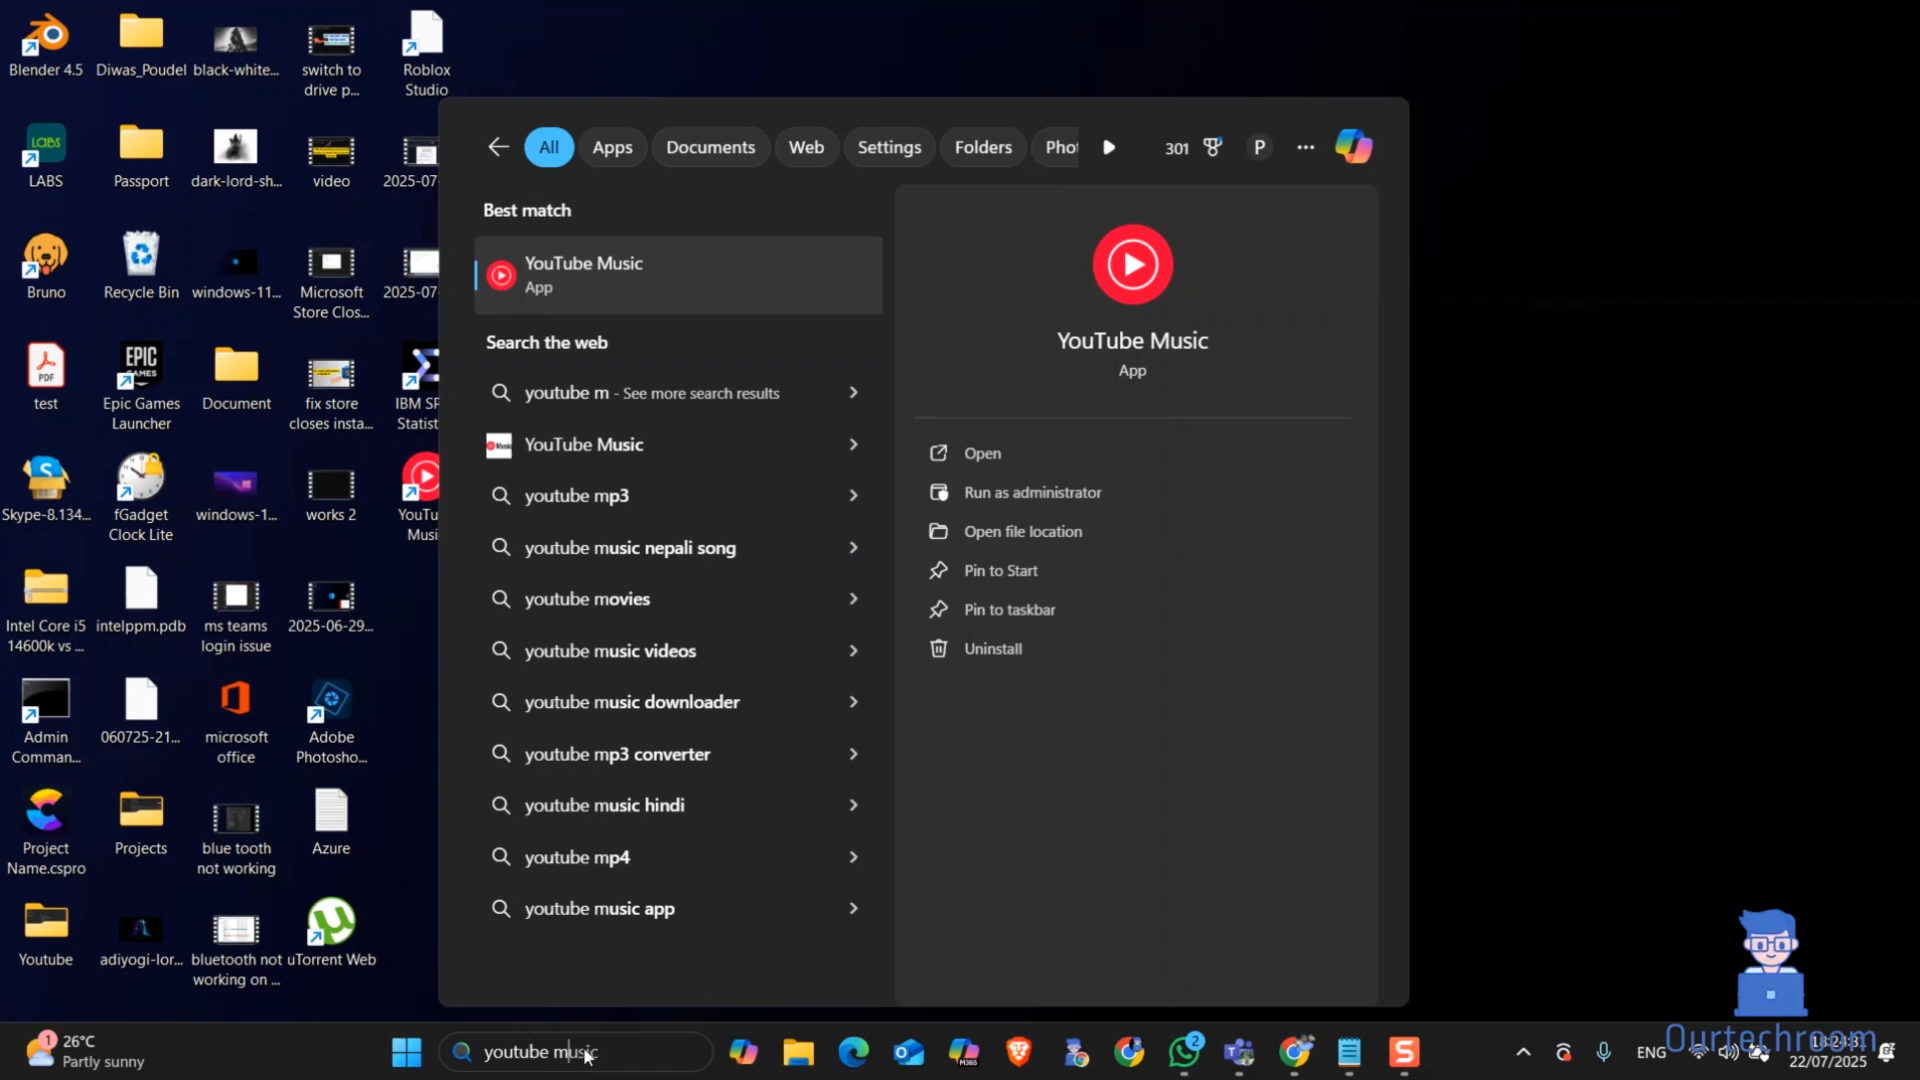 Blender 4.5
Diwas_Poudel
black-white...
switch to
drive p...
Roblox
Studio
LABS
LABS
Passport
dark-lord-sh...
video
2025-07-
Bruno
Recycle Bin
windows-11...
Microsoft
Store Clos...
2025-07-
PDF
test
EPIC
GAMES
Epic Games
Launcher
Document
fix store
closes insta...
IBM SP
Statist
Skype-8.134...
fGadget
Clock Lite
windows-1...
works 2
YouTu
Musi
Intel Core i5
14600k vs ...
intelppm.pdb
ms teams
login issue
2025-06-29...
Admin
Comman...
060725-21...
microsoft
office
Adobe
Photosho...
Project
Name.cspro
Projects
blue tooth
not working
Azure
Youtube
adiyogi-lor...
bluetooth not
working on ...
uTorrent Web
All
Apps
Documents
Web
Settings
Folders
Phot
301
P
Best match
YouTube Music
App
Search the web
youtube m - See more search results
YouTube Music
youtube mp3
youtube music nepali song
youtube movies
youtube music videos
youtube music downloader
youtube mp3 converter
youtube music hindi
youtube mp4
youtube music app
YouTube Music
App
Open
Run as administrator
Open file location
Pin to Start
Pin to taskbar
Uninstall
Ourtechroom
1
26°C
Partly sunny
youtube music
M365
2
ENG
22/07/2025